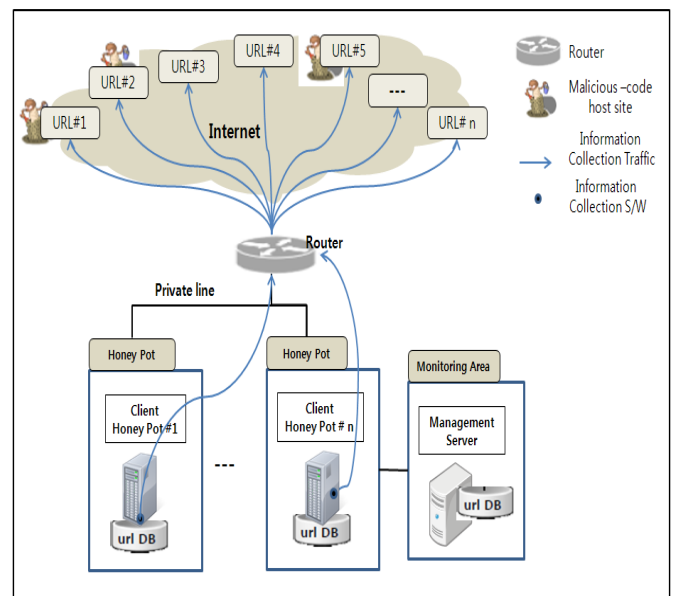 URL#1
URL#2
URL#3
URL#4
URL#5
---
URL# n
Internet
Router
Malicious –code
host site
Information
Collection Traffic
Information
Collection S/W
Router
Private line
Honey Pot
Client
Honey Pot #1
url DB
---
Honey Pot
Client
Honey Pot # n
url DB
Monitoring Area
Management
Server
url DB